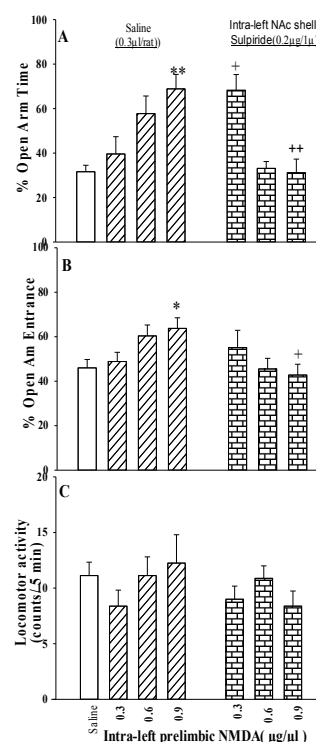 Saline
(0.3µl/rat))
Intra-left NAc shell
Sulpiride(0.2µg/1µ
A
**
+
++
100
80
60
40
20
0
% Open Arm Time
B
*
+
100
80
60
40
20
0
% Open Am Entrance
C
20
15
10
5
0
Locomotor activity
(counts/ 5 min)
Saline
0.3
0.6
0.9
0.3
0.6
0.9
Intra-left prelimbic NMDA( µg/µl )